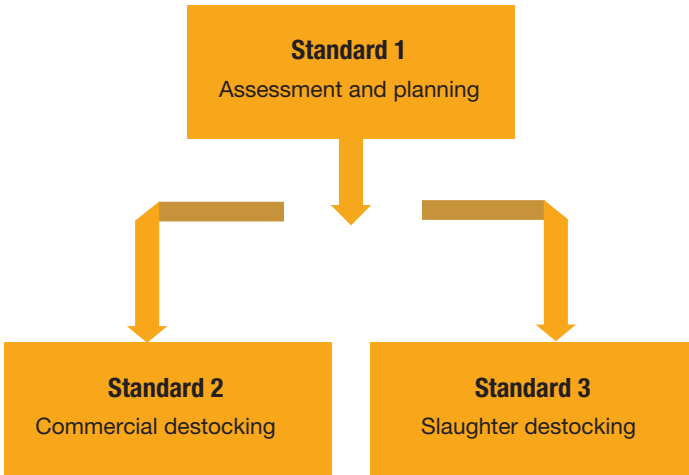 Standard 1
Assessment and planning
Standard 2
Commercial destocking
Standard 3
Slaughter destocking